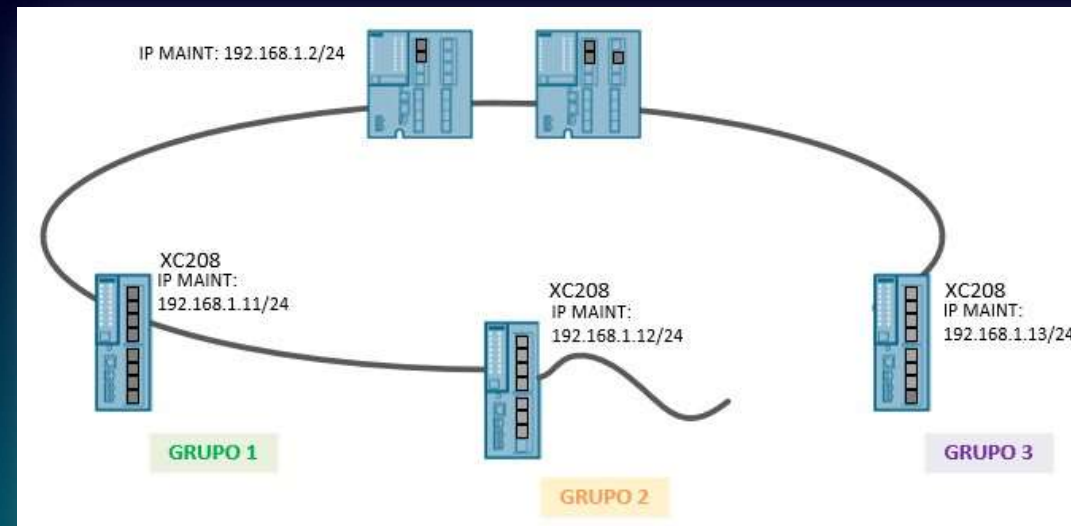 IP MAINT: 192.168.1.2/24
XC208
IP MAINT:
192.168.1.11/24
XC208
IP MAINT:
192.168.1.12/24
XC208
IP MAINT:
192.168.1.13/24
GRUPO 1
GRUPO 2
GRUPO 3